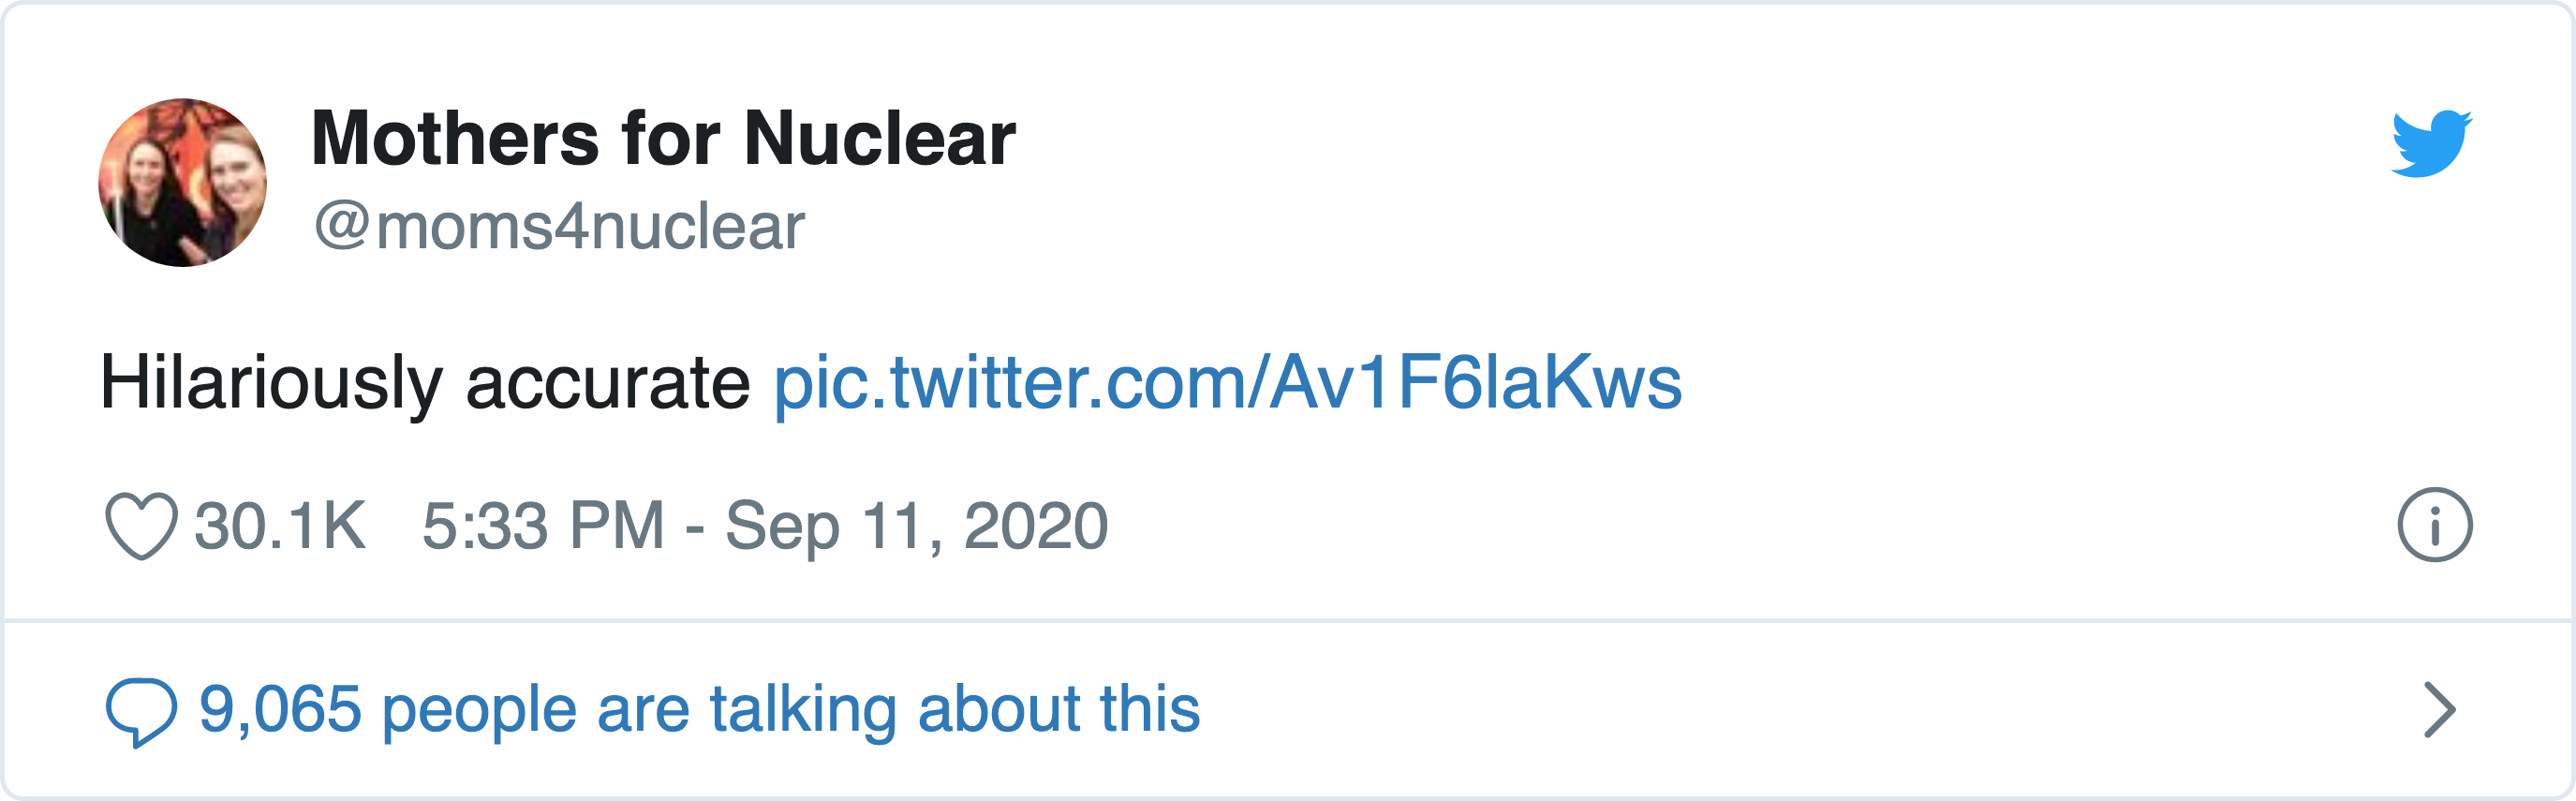 Mothers for Nuclear
@moms4nuclear
Hilariously accurate pic.twitter.com/Av1F6laKws
30.1K 5:33 PM - Sep 11, 2020
9,065 people are talking about this